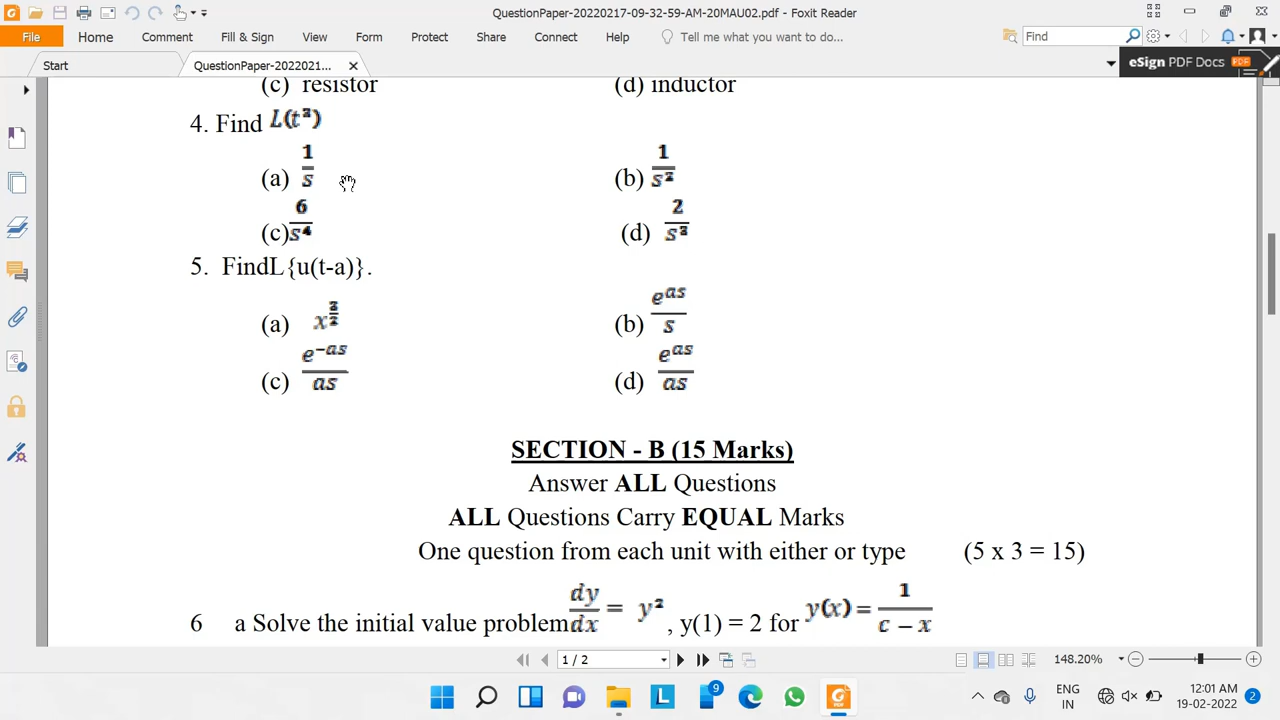 QuestionPaper-20220217-09-32-59-AM-20MAU02.pdf - Foxit Reader
File Home Comment Fill & Sign View Form Protect Share Connect Help Tell me what you want to do... Find
Start QuestionPaper-2022021... eSign PDF Docs
PDF
(c) resistor (d) inductor
4. Find L(t³)
(a) 1/s (b) 1/s²
(c) 6/s⁴ (d) 2/s³
5. FindL{u(t-a)}.
(a) x^(3/2) (b) e^(as)/s
(c) e^(-as)/as (d) e^(as)/as
SECTION - B (15 Marks)
Answer ALL Questions
ALL Questions Carry EQUAL Marks
One question from each unit with either or type (5 x 3 = 15)
6 a Solve the initial value problem dy/dx = y², y(1) = 2 for y(x) = 1/(c − x)
1 / 2 148.20%
9 L ENG IN 12:01 AM 19-02-2022 2